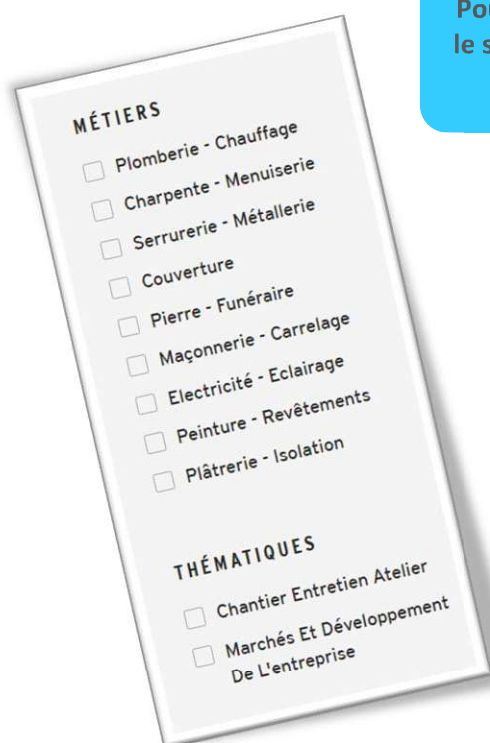 MÉTIERS
Plomberie - Chauffage
Charpente - Menuiserie
Serrurerie - Métallerie
Couverture
Pierre - Funéraire
Maçonnerie - Carrelage
Electricité - Eclairage
Peinture - Revêtements
Plâtrerie - Isolation
THÉMATIQUES
Chantier Entretien Atelier
Marchés Et Développement
De L'entreprise